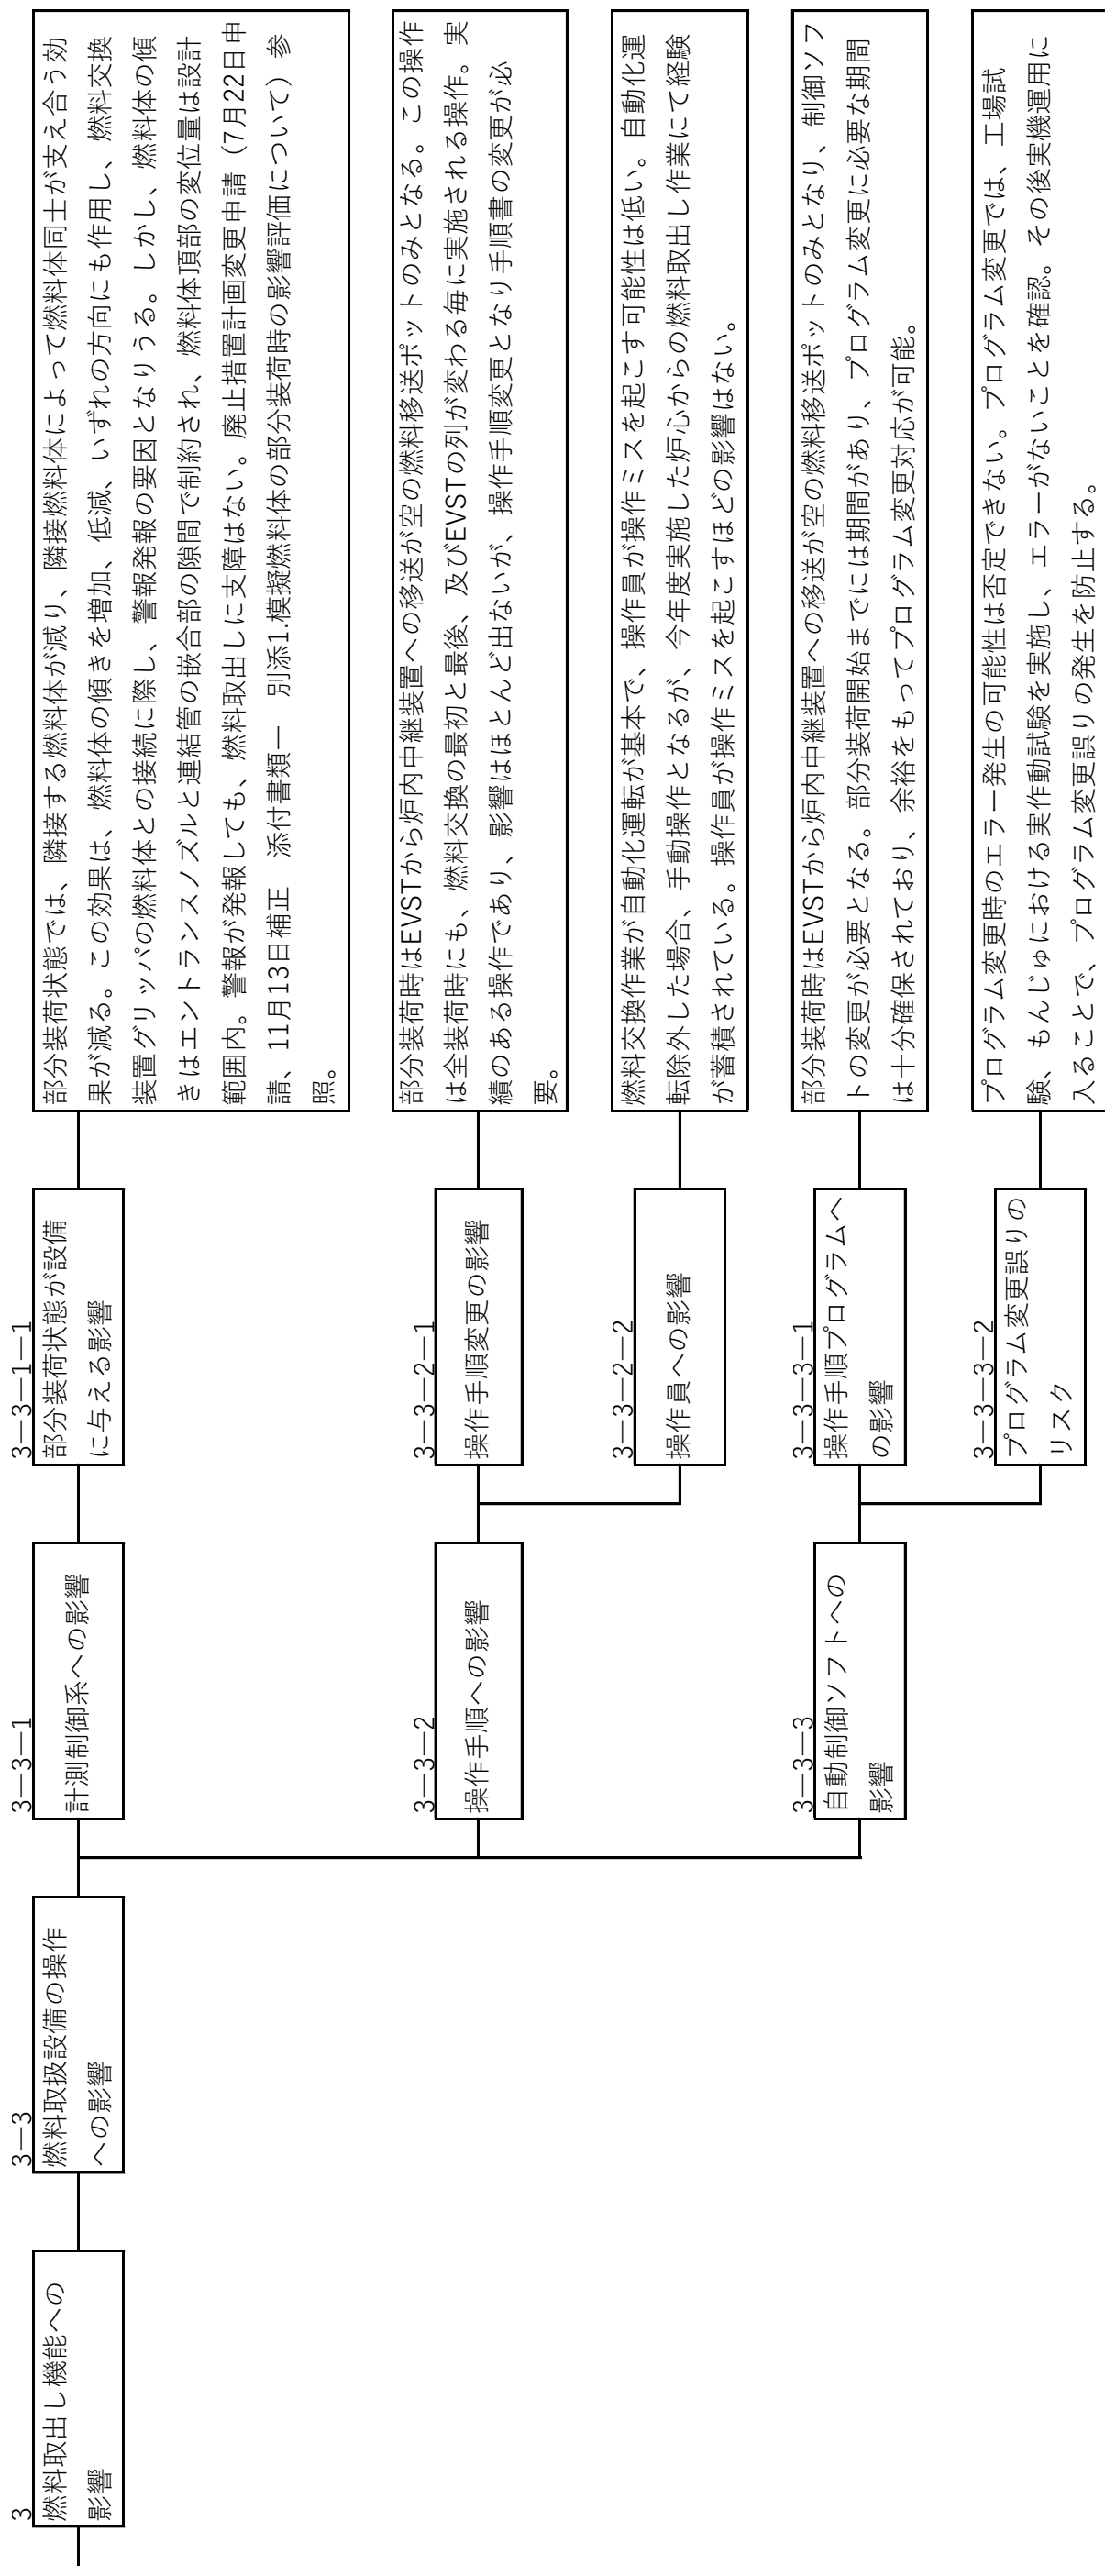 3
燃料取出し機能への
影響
3―3
燃料取扱設備の操作
への影響
3―3―1
計測制御系への影響
3―3―1―1
部分装荷状態が設備
に与える影響
部分装荷状態では、隣接する燃料体が減り、隣接燃料体によって燃料体同士が支え合う効
果が減る。この効果は、燃料体の傾きを増加、低減、いずれの方向にも作用し、燃料交換
装置グリッパの燃料体との接続に際し、警報発報の要因となりうる。しかし、燃料体の傾
きはエントランスノズルと連結管の嵌合部の隙間で制約され、燃料体頂部の変位量は設計
範囲内。警報が発報しても、燃料取出しに支障はない。廃止措置計画変更申請（7月22日申
請、11月13日補正　添付書類一　別添1.模擬燃料体の部分装荷時の影響評価について）参
照。
3―3―2
操作手順への影響
3―3―2―1
操作手順変更の影響
部分装荷時はEVSTから炉内中継装置への移送が空の燃料移送ポットのみとなる。この操作
は全装荷時にも、燃料交換の最初と最後、及びEVSTの列が変わる毎に実施される操作。実
績のある操作であり、影響はほとんど出ないが、操作手順変更となり手順書の変更が必
要。
3―3―2―2
操作員への影響
燃料交換作業が自動化運転が基本で、操作員が操作ミスを起こす可能性は低い。自動化運
転除外した場合、手動操作となるが、今年度実施した炉心からの燃料取出し作業にて経験
が蓄積されている。操作員が操作ミスを起こすほどの影響はない。
3―3―3
自動制御ソフトへの
影響
3―3―3―1
操作手順プログラムへ
の影響
部分装荷時はEVSTから炉内中継装置への移送が空の燃料移送ポットのみとなり、制御ソフ
トの変更が必要となる。部分装荷開始までには期間があり、プログラム変更に必要な期間
は十分確保されており、余裕をもってプログラム変更対応が可能。
3―3―3―2
プログラム変更誤りの
リスク
プログラム変更時のエラー発生の可能性は否定できない。プログラム変更では、工場試
験、もんじゅにおける実作動試験を実施し、エラーがないことを確認。その後実機運用に
入ることで、プログラム変更誤りの発生を防止する。